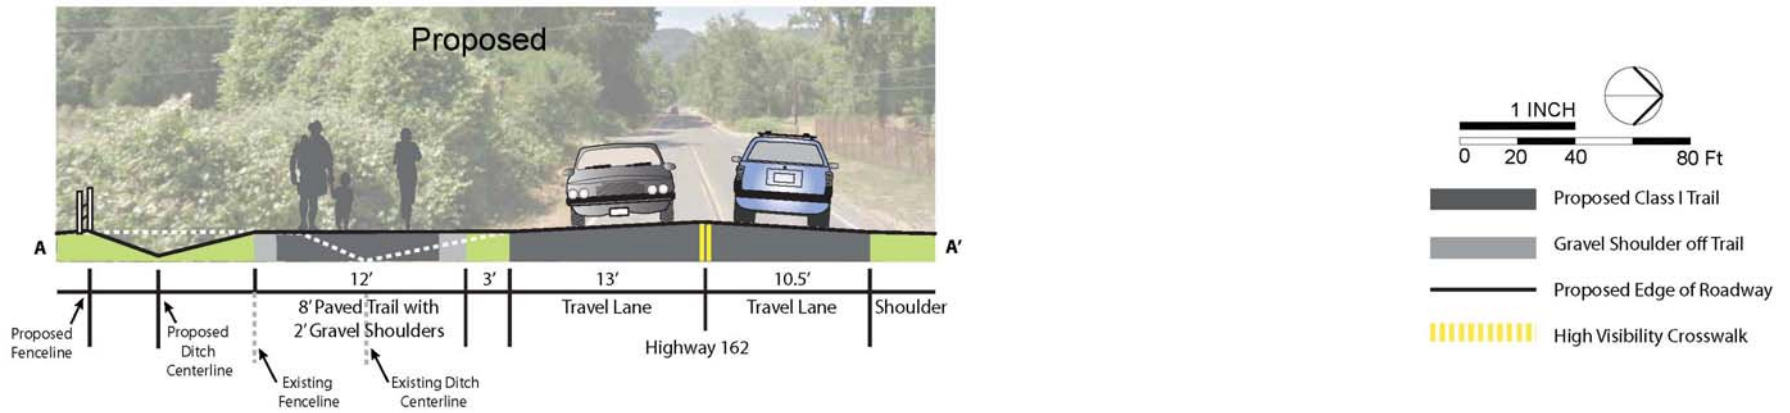 Proposed
A
A’
12’
3’
13’
10.5’
8’ Paved Trail with
2’ Gravel Shoulders
Travel Lane
Travel Lane
Shoulder
Highway 162
Proposed
Fenceline
Proposed
Ditch
Centerline
Existing
Fenceline
Existing Ditch
Centerline
1 INCH
0 20 40 80 Ft
Proposed Class I Trail
Gravel Shoulder off Trail
Proposed Edge of Roadway
High Visibility Crosswalk